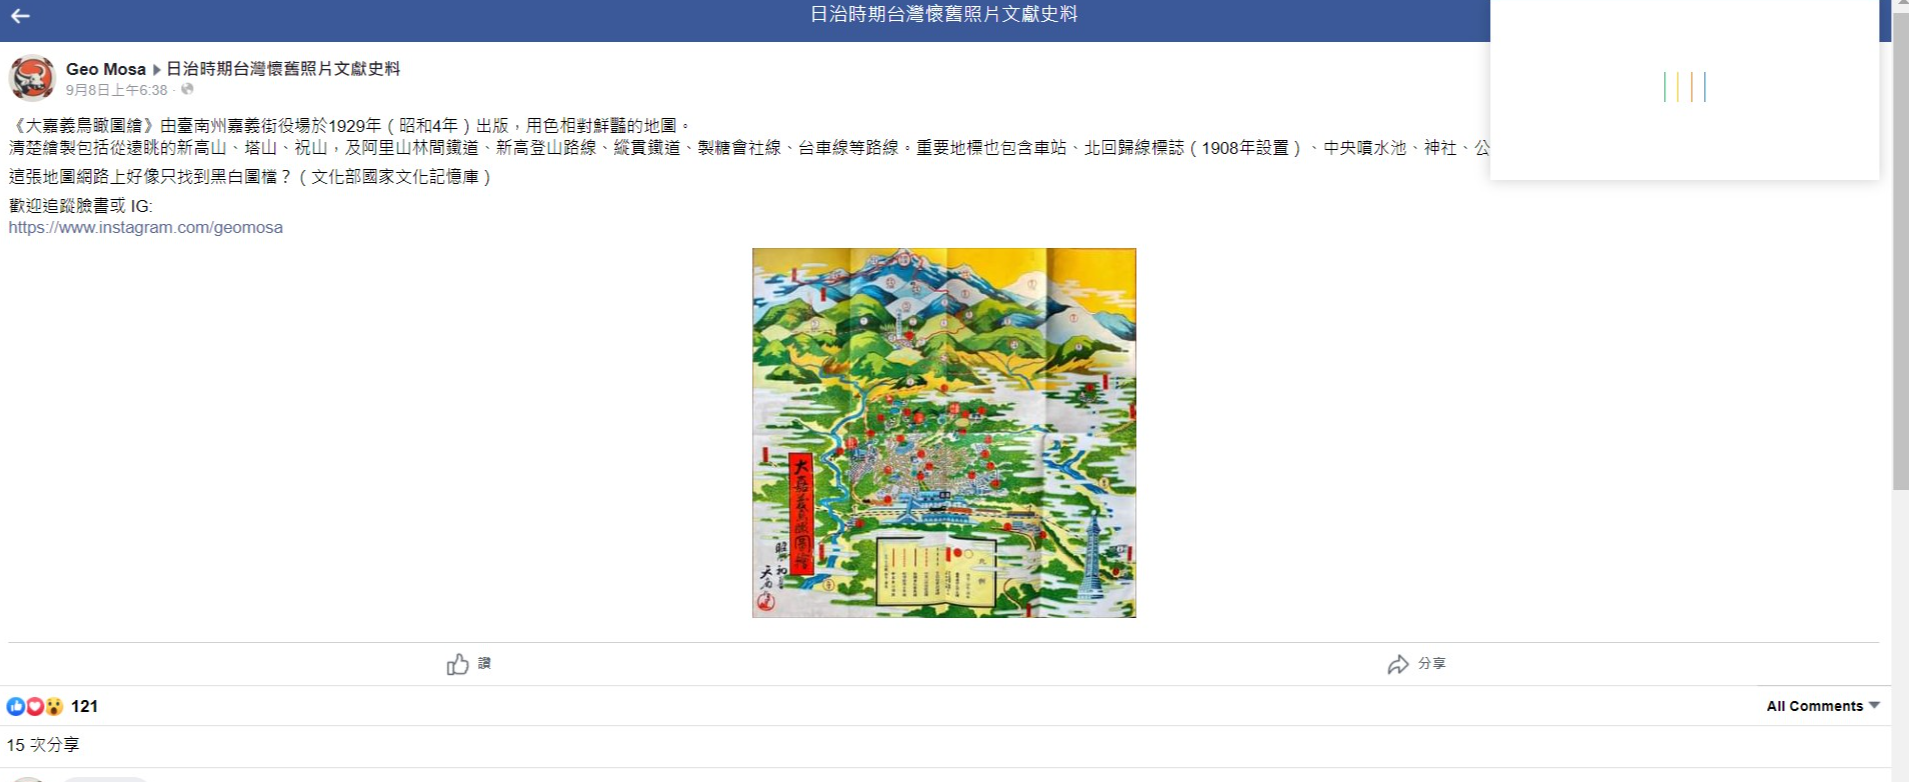 日治時期台灣懷舊照片文獻史料
Geo Mosa ▶ 日治時期台灣懷舊照片文獻史料
9月8日上午6:38 ·
《大嘉義鳥瞰圖繪》由臺南州嘉義街役場於1929年（昭和4年）出版，用色相對鮮豔的地圖。
清楚繪製包括從遠眺的新高山、塔山、祝山，及阿里山林間鐵道、新高登山路線、縱貫鐵道、製糖會社線、台車線等路線。重要地標也包含車站、北回歸線標誌（1908年設置）、中央噴水池、神社、公
這張地圖網路上好像只找到黑白圖檔？（文化部國家文化記憶庫）
歡迎追蹤臉書或 IG:
https://www.instagram.com/geomosa
讚
分享
121
All Comments
15 次分享